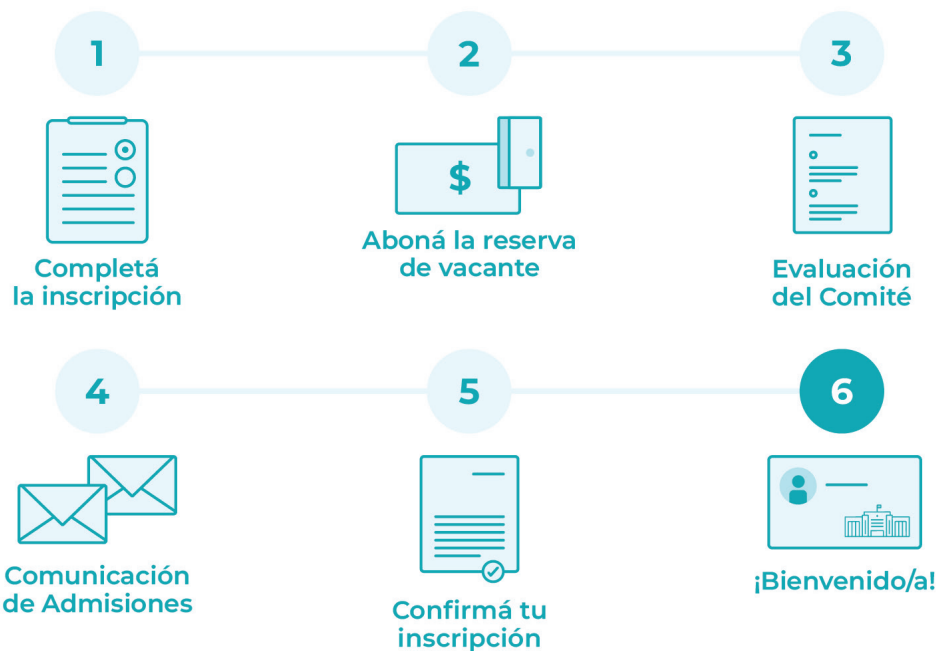 1
2
3
Completá
la inscripción
$
Aboná la reserva
de vacante
Evaluación
del Comité
4
5
6
Comunicación
de Admisiones
Confirmá tu
inscripción
¡Bienvenido/a!